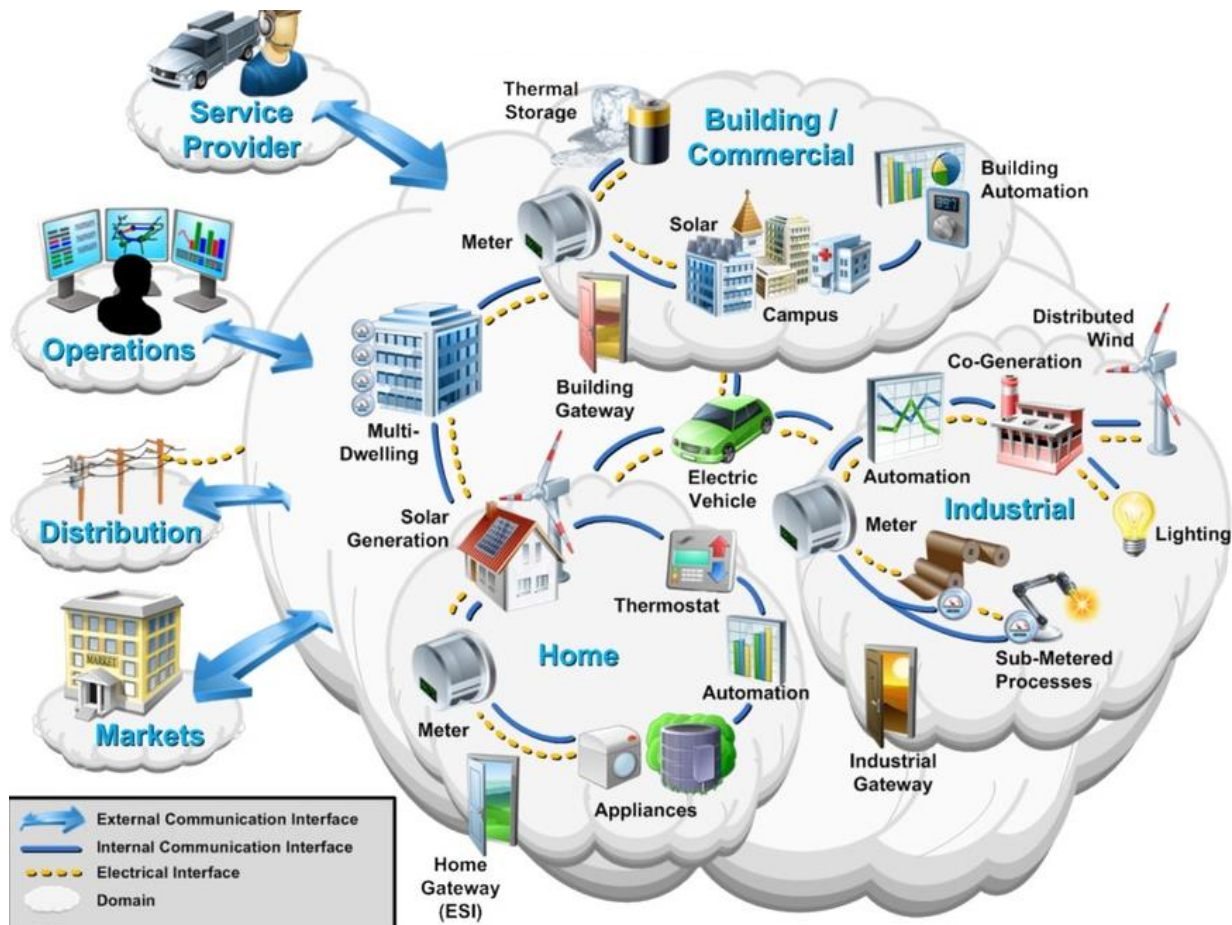 Service
Provider
Thermal
Storage
Building /
Commercial
Building
Automation
Meter
Solar
Campus
Operations
Building
Gateway
Multi-
Dwelling
Distributed
Wind
Co-Generation
Automation
Electric
Vehicle
Industrial
Meter
Lighting
Distribution
Solar
Generation
Thermostat
Home
Automation
Sub-Metered
Processes
MARKET
Markets
Meter
Appliances
Industrial
Gateway
Home
Gateway
(ESI)
External Communication Interface
Internal Communication Interface
Electrical Interface
Domain